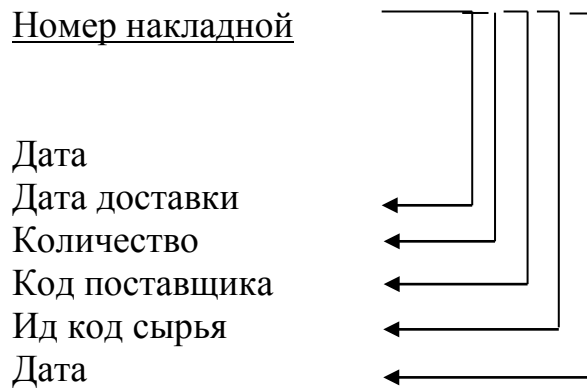 Номер накладной
Дата
Дата доставки
Количество
Код поставщика
Ид код сырья
Дата